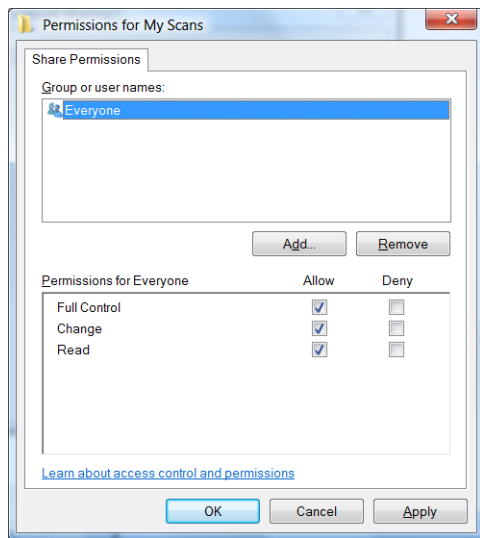 Permissions for My Scans
Share Permissions
Group or user names:
Everyone
Add... Remove
Permissions for Everyone Allow Deny
Full Control
Change
Read
Learn about access control and permissions
OK Cancel Apply